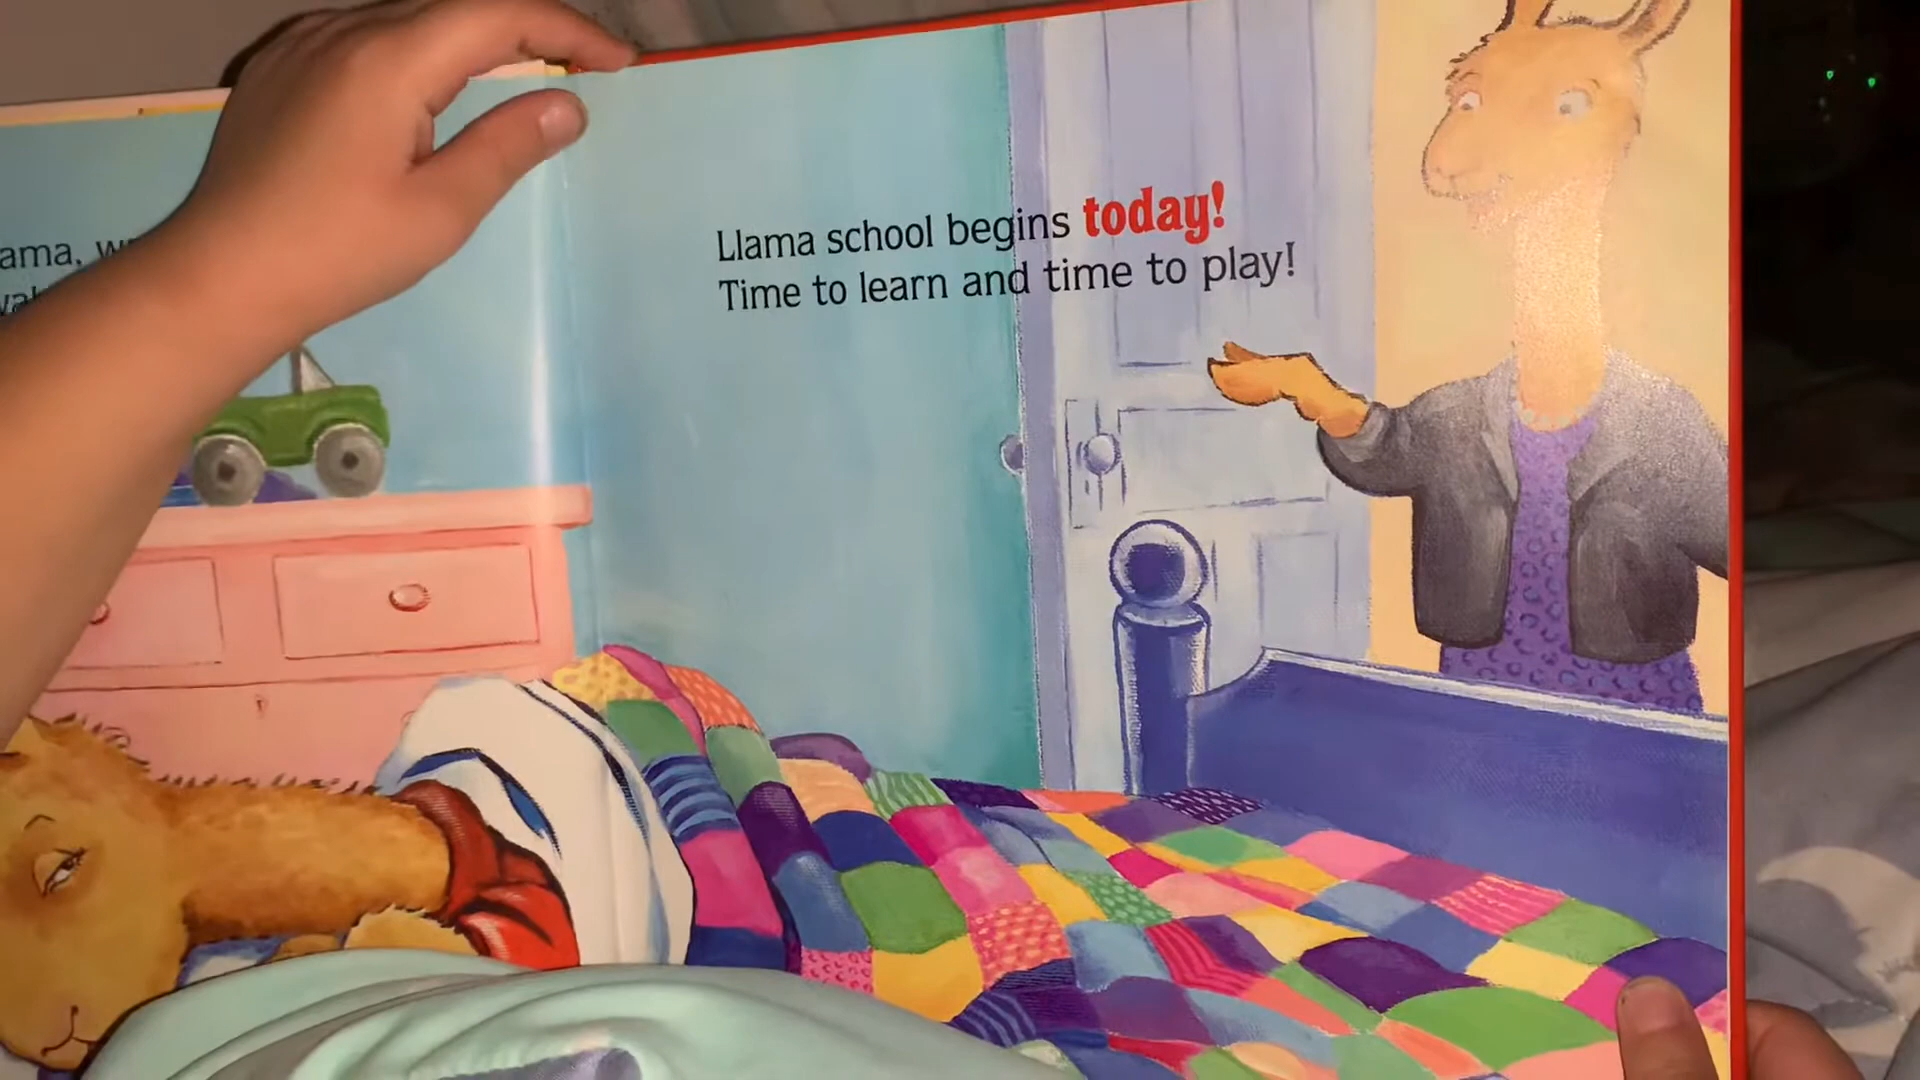 ama,
Llama school begins today!
Time to learn and time to play!